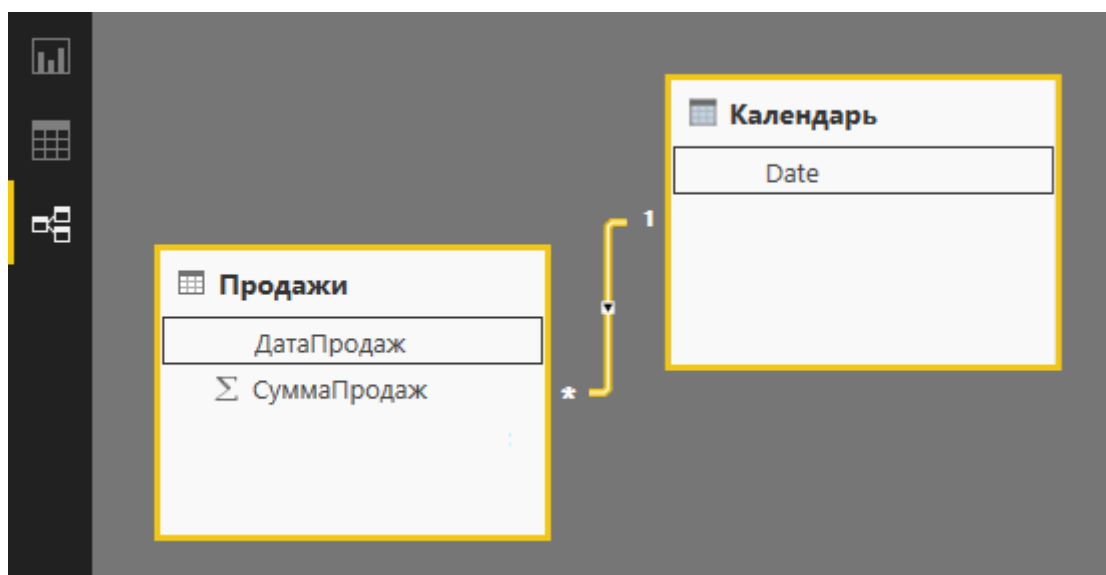 Календарь
Date
1
Продажи
ДатаПродаж
∑ СуммаПродаж
*